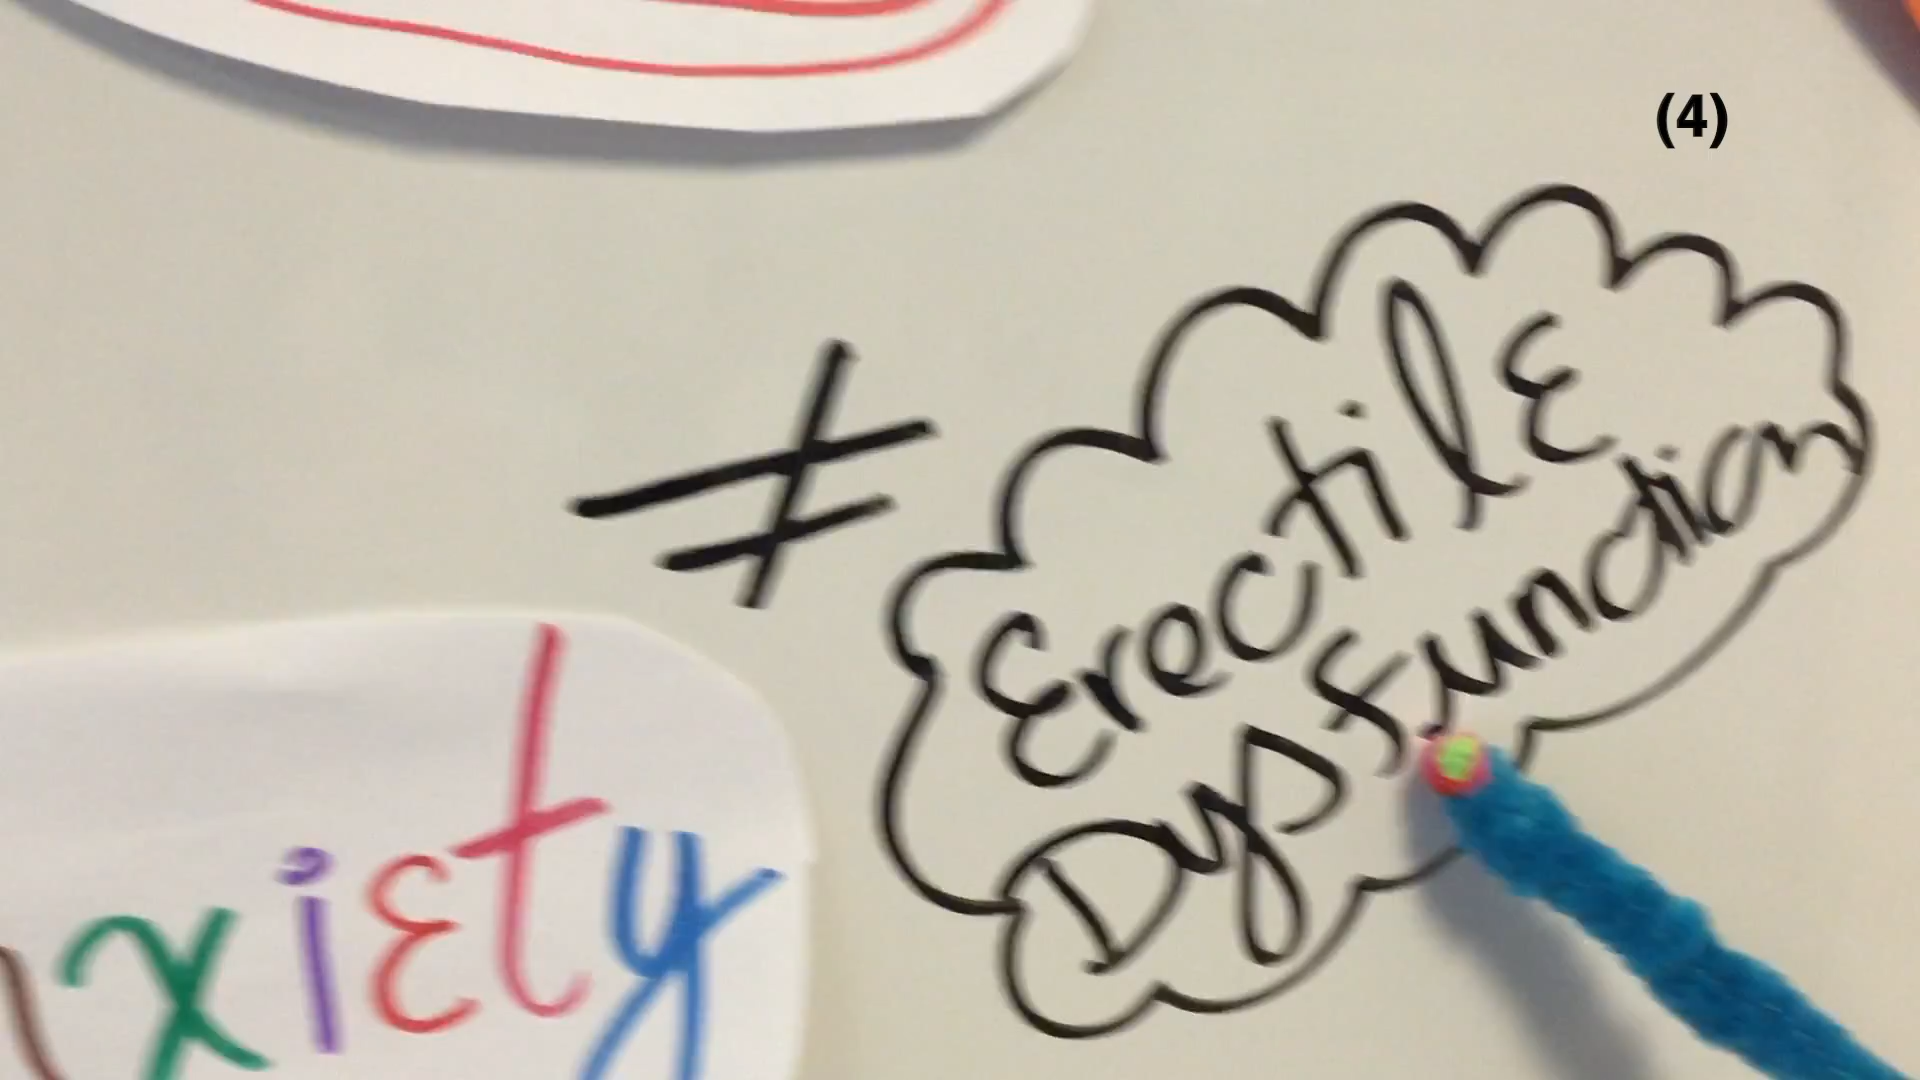 (4)
≠
Erectile
Dysfunction
xiety